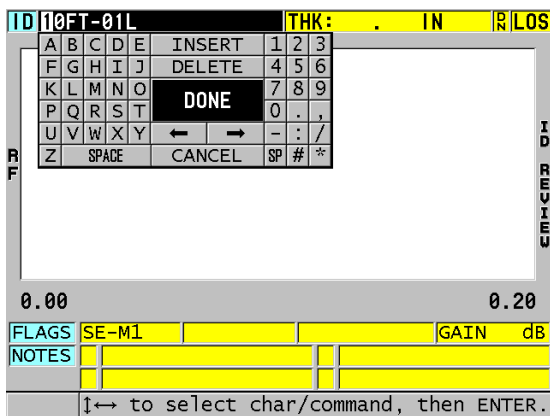 ID 10FT-01L THK: . IN LOS
A B C D E INSERT 1 2 3
F G H I J DELETE 4 5 6
K L M N O DONE 7 8 9
P Q R S T 0 . ,
U V W X Y ← → - : /
Z SPACE CANCEL SP # *
RF
ID REVIEW
0.00 0.20
FLAGS SE-M1 GAIN dB
NOTES
↕↔ to select char/command, then ENTER.